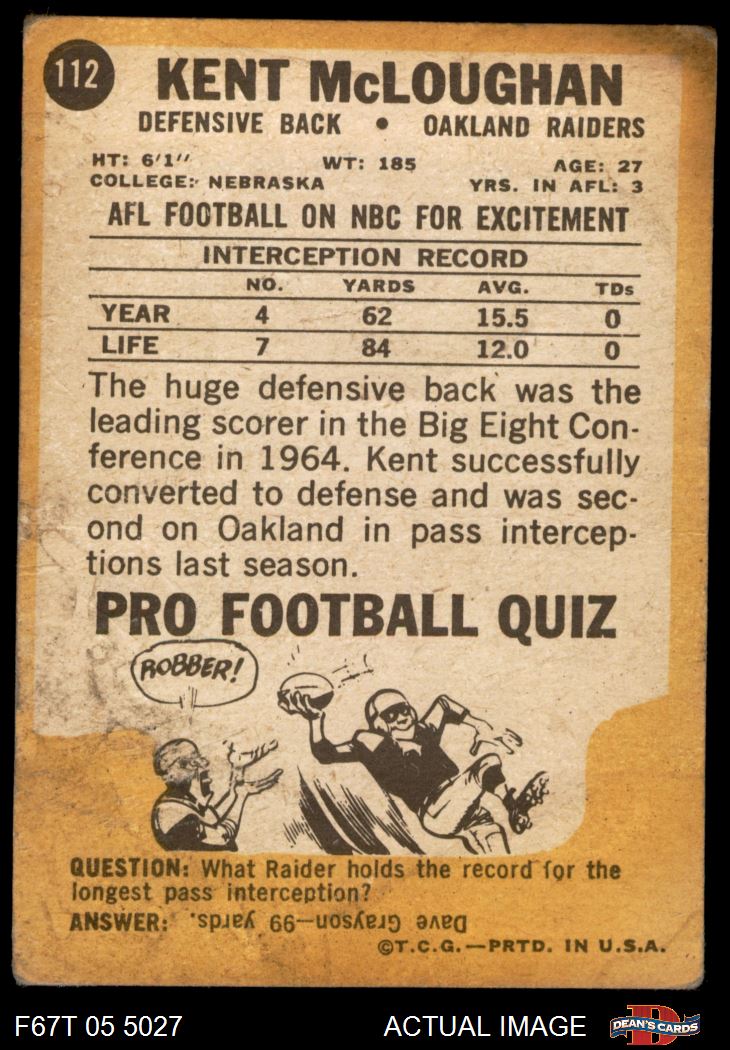 112
KENT McLOUGHAN
DEFENSIVE BACK • OAKLAND RAIDERS
HT: 6'1" WT: 185 AGE: 27
COLLEGE: NEBRASKA YRS. IN AFL: 3
AFL FOOTBALL ON NBC FOR EXCITEMENT
INTERCEPTION RECORD
NO. YARDS AVG. TDs
YEAR 4 62 15.5 0
LIFE 7 84 12.0 0
The huge defensive back was the
leading scorer in the Big Eight Con-
ference in 1964. Kent successfully
converted to defense and was sec-
ond on Oakland in pass intercep-
tions last season.
PRO FOOTBALL QUIZ
ROBBER!
QUESTION: What Raider holds the record for the
longest pass interception?
ANSWER: Dave Grayson—99 yards.
©T.C.G.—PRTD. IN U.S.A.
F67T 05 5027 ACTUAL IMAGE
D
DEAN'S CARDS